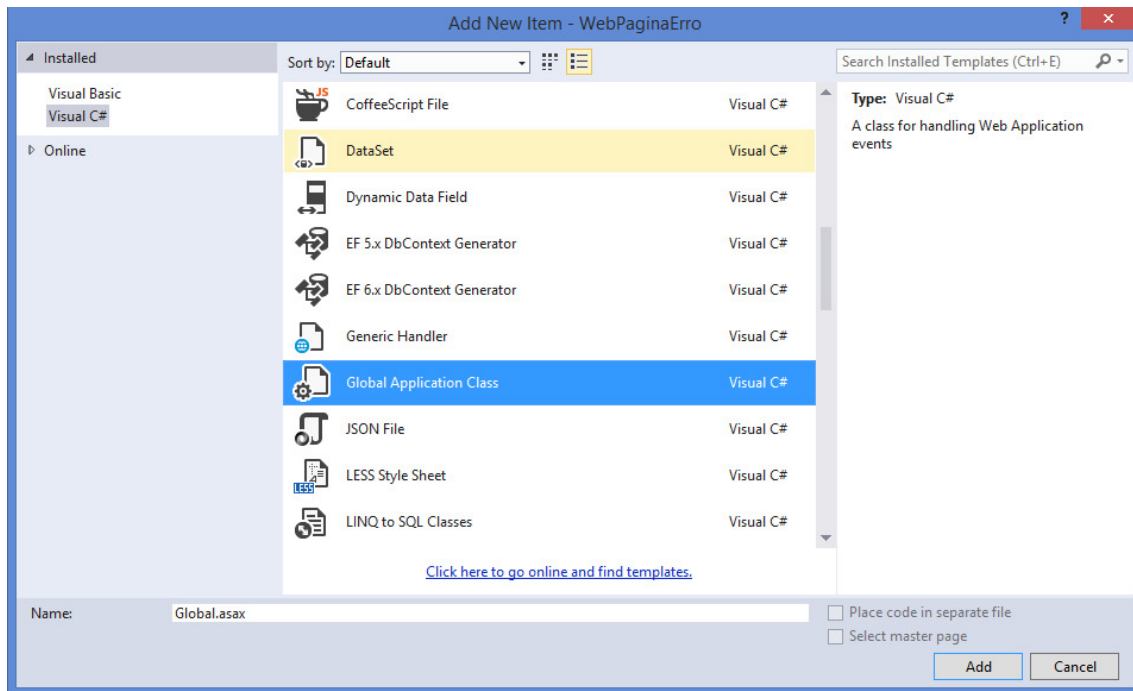 Add New Item - WebPaginaErro
?
Installed
Sort by: Default
Search Installed Templates (Ctrl+E)
Visual Basic
Visual C#
Online
JS
CoffeeScript File Visual C#
DataSet Visual C#
Dynamic Data Field Visual C#
EF 5.x DbContext Generator Visual C#
EF 6.x DbContext Generator Visual C#
Generic Handler Visual C#
Global Application Class Visual C#
JSON File Visual C#
LESS
LESS Style Sheet Visual C#
LINQ to SQL Classes Visual C#
Click here to go online and find templates.
Type: Visual C#
A class for handling Web Application
events
Name: Global.asax
Place code in separate file
Select master page
Add Cancel